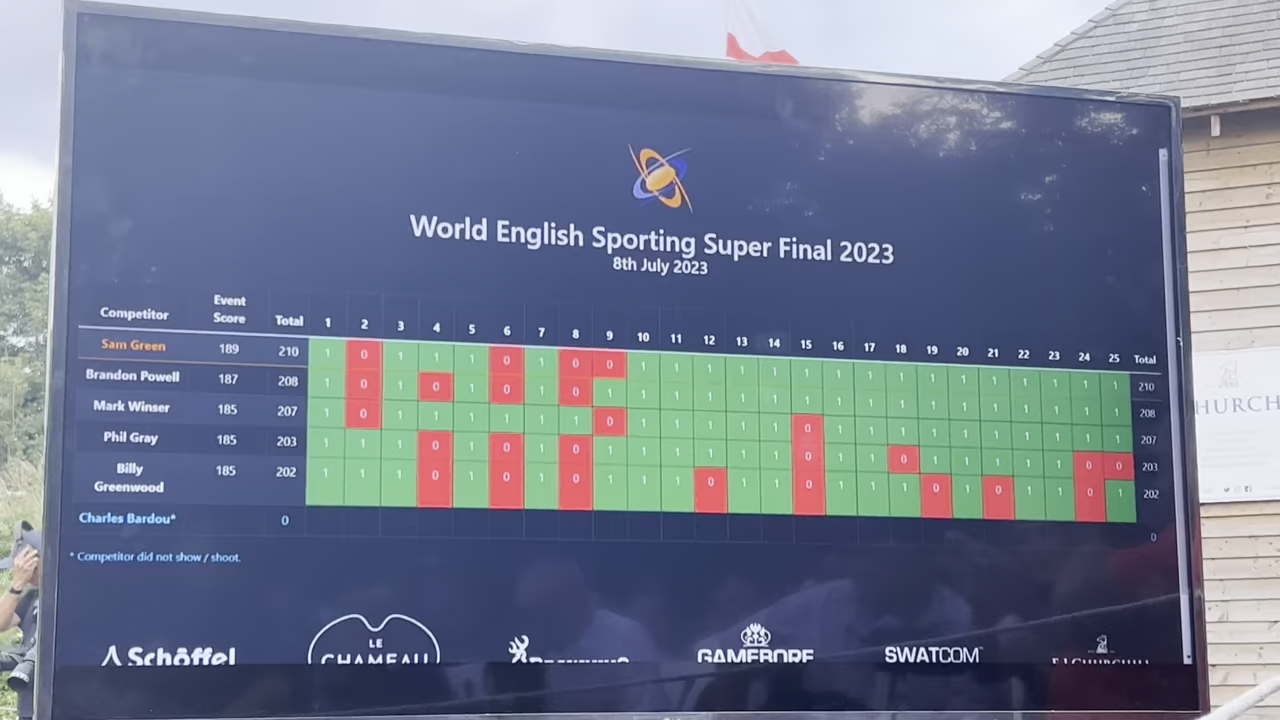 World English Sporting Super Final 2023
8th July 2023
Competitor Event Score Total 1 2 3 4 5 6 7 8 9 10 11 12 13 14 15 16 17 18 19 20 21 22 23 24 25 Total
Sam Green 189 210 1 0 1 1 1 0 1 0 0 1 1 1 1 1 1 1 1 1 1 1 1 1 1 1 1 210
Brandon Powell 187 208 1 0 1 0 1 0 1 0 1 1 1 1 1 1 1 1 1 1 1 1 1 1 1 1 1 208
Mark Winser 185 207 1 0 1 1 1 1 1 1 0 1 1 1 1 1 0 1 1 1 1 1 1 1 1 1 1 207
Phil Gray 185 203 1 1 1 0 1 0 1 0 1 1 1 1 1 1 0 1 1 0 1 1 1 1 1 0 0 203
Billy Greenwood 185 202 1 1 1 0 1 0 1 0 1 1 1 0 1 1 0 1 1 1 0 1 0 1 1 0 1 202
Charles Bardou* 0 0
* Competitor did not show / shoot.
Schöffel
LE CHAMEAU
GAMEBORE
SWATCOM
HURCH